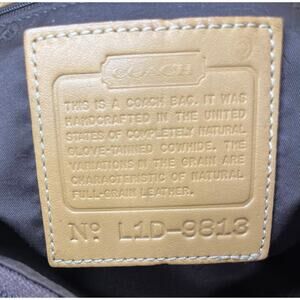 COACH
®
THIS IS A COACH BAG. IT WAS
HANDCRAFTED IN THE UNITED
STATES OF COMPLETELY NATURAL
GLOVE-TANNED COWHIDE. THE
VARIATIONS IN THE GRAIN ARE
CHARACTERISTIC OF NATURAL
FULL-GRAIN LEATHER.
Nº L1D-9813